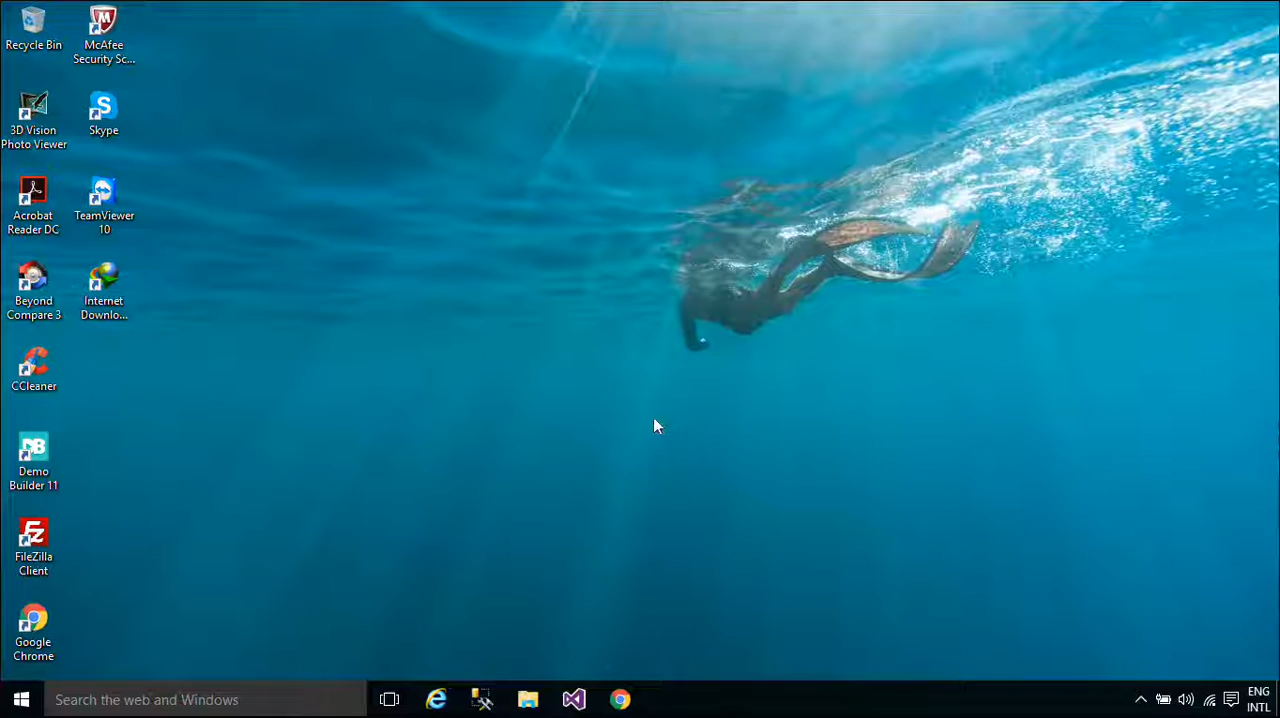 Recycle Bin
McAfee
Security Sc...
3D Vision
Photo Viewer
Skype
Acrobat
Reader DC
TeamViewer
10
Beyond
Compare 3
Internet
Downlo...
CCleaner
DB
Demo
Builder 11
FileZilla
Client
Google
Chrome
Search the web and Windows
ENG
INTL